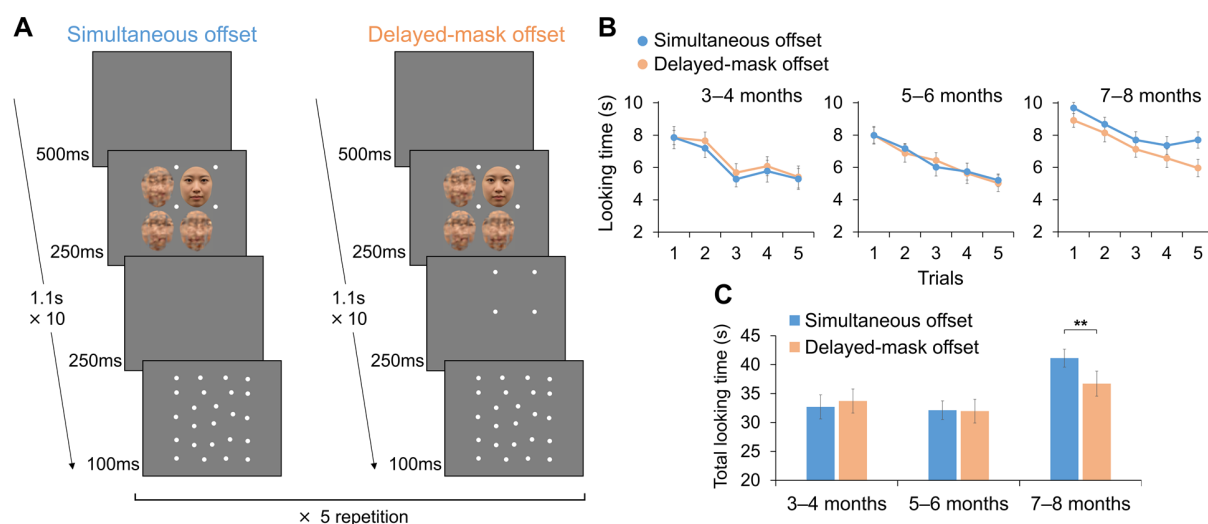 A
Simultaneous offset
Delayed-mask offset
500ms
250ms
250ms
100ms
1.1s
× 10
500ms
250ms
250ms
100ms
1.1s
× 10
× 5 repetition
B
Simultaneous offset
Delayed-mask offset
3–4 months
5–6 months
7–8 months
Looking time (s)
10
8
6
4
2
1 2 3 4 5
10
8
6
4
2
1 2 3 4 5
10
8
6
4
2
1 2 3 4 5
Trials
C
Simultaneous offset
Delayed-mask offset
**
Total looking time (s)
45
40
35
30
25
20
3–4 months
5–6 months
7–8 months